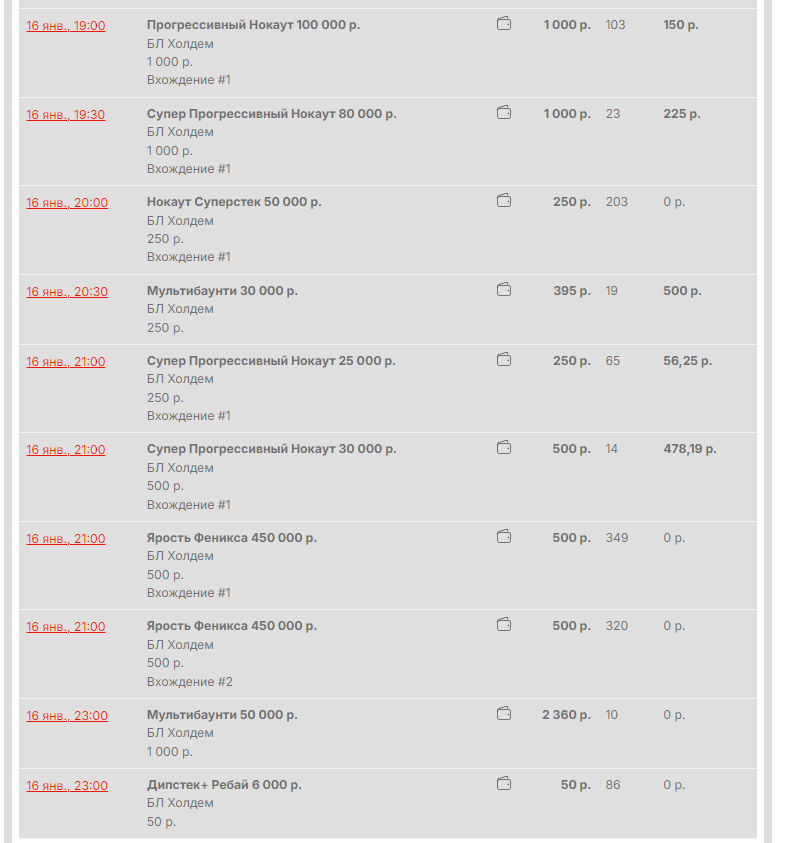 16 янв., 19:00 Прогрессивный Нокаут 100 000 р. 1 000 р. 103 150 р.
БЛ Холдем
1 000 р.
Вхождение #1
16 янв., 19:30 Супер Прогрессивный Нокаут 80 000 р. 1 000 р. 23 225 р.
БЛ Холдем
1 000 р.
Вхождение #1
16 янв., 20:00 Нокаут Суперстек 50 000 р. 250 р. 203 0 р.
БЛ Холдем
250 р.
Вхождение #1
16 янв., 20:30 Мультибаунти 30 000 р. 395 р. 19 500 р.
БЛ Холдем
250 р.
16 янв., 21:00 Супер Прогрессивный Нокаут 25 000 р. 250 р. 65 56,25 р.
БЛ Холдем
250 р.
Вхождение #1
16 янв., 21:00 Супер Прогрессивный Нокаут 30 000 р. 500 р. 14 478,19 р.
БЛ Холдем
500 р.
Вхождение #1
16 янв., 21:00 Ярость Феникса 450 000 р. 500 р. 349 0 р.
БЛ Холдем
500 р.
Вхождение #1
16 янв., 21:00 Ярость Феникса 450 000 р. 500 р. 320 0 р.
БЛ Холдем
500 р.
Вхождение #2
16 янв., 23:00 Мультибаунти 50 000 р. 2 360 р. 10 0 р.
БЛ Холдем
1 000 р.
16 янв., 23:00 Дипстек+ Ребай 6 000 р. 50 р. 86 0 р.
БЛ Холдем
50 р.